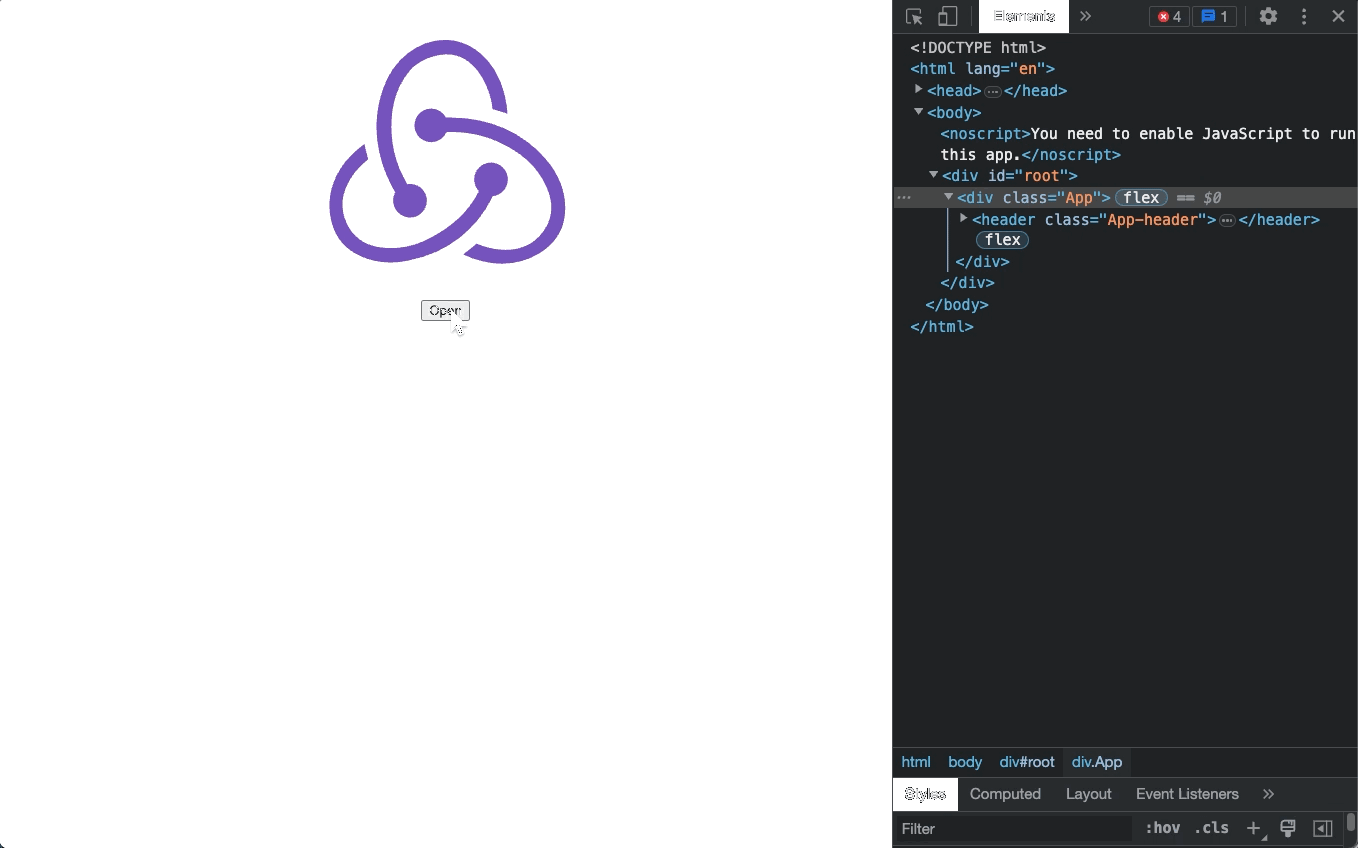 Open
Elements
4
1
<!DOCTYPE html>
<html lang="en">
<head>…</head>
<body>
<noscript>You need to enable JavaScript to run
this app.</noscript>
<div id="root">
<div class="App"> flex == $0
<header class="App-header">…</header>
flex
</div>
</div>
</body>
</html>
html body div#root div.App
Styles Computed Layout Event Listeners
Filter :hov .cls